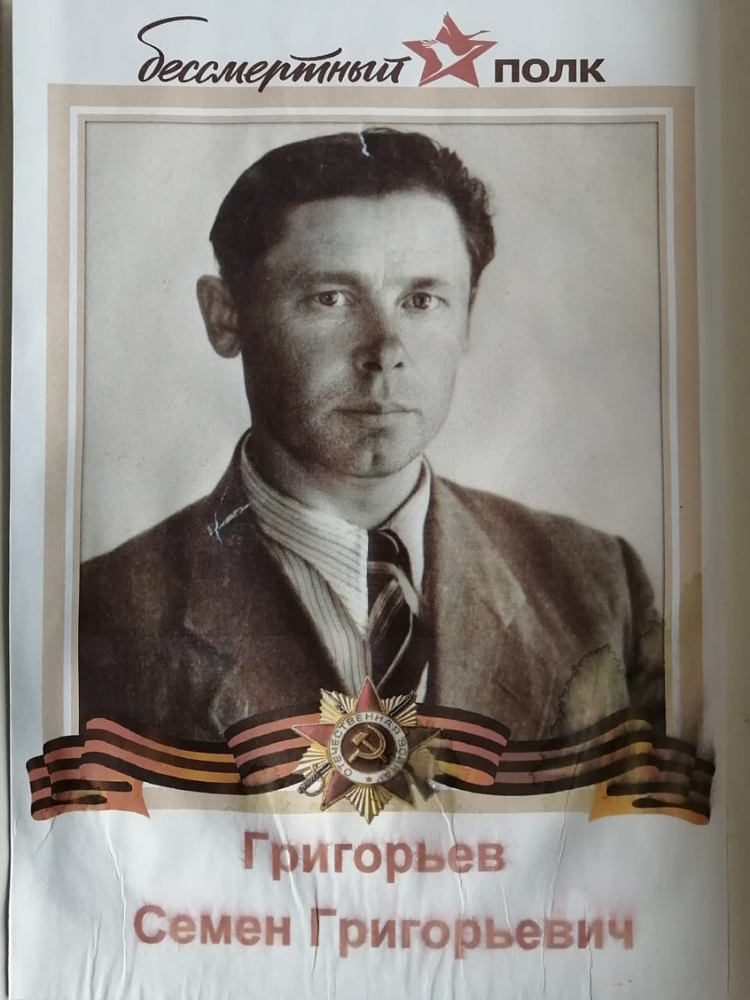 бессмертный ПОЛК
ОТЕЧЕСТВЕННАЯ ВОЙНА
Григорьев
Семен Григорьевич